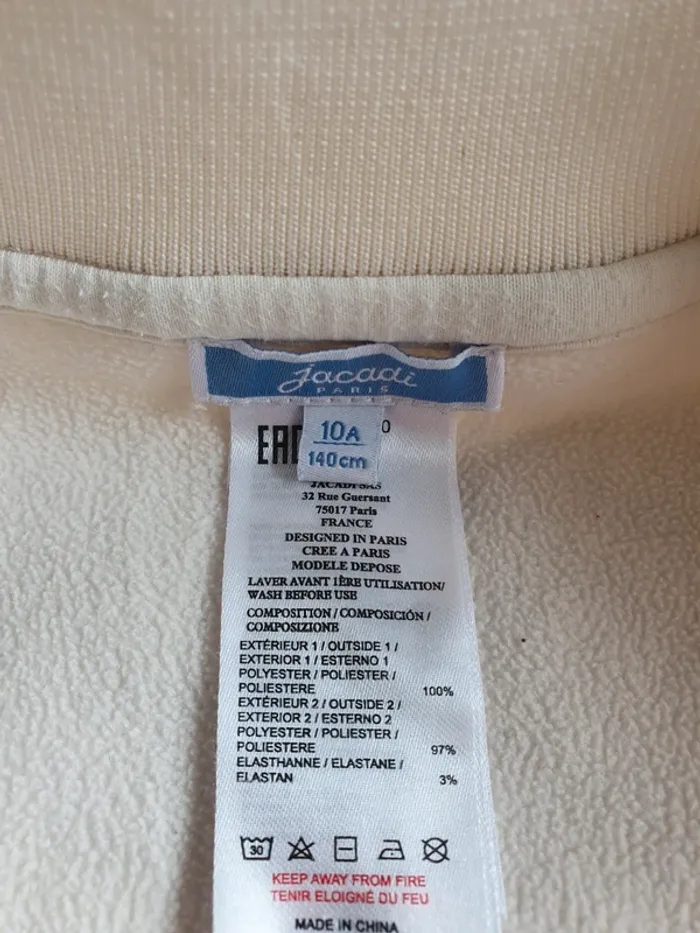 jacadi
PARIS
10A
0
140cm
JACADI SAS
32 Rue Guersant
75017 Paris
FRANCE
DESIGNED IN PARIS
CREE A PARIS
MODELE DEPOSE
LAVER AVANT 1ÈRE UTILISATION/
WASH BEFORE USE
COMPOSITION / COMPOSICIÓN /
COMPOSIZIONE
EXTÉRIEUR 1 / OUTSIDE 1 /
EXTERIOR 1 / ESTERNO 1
POLYESTER / POLIESTER /
POLIESTERE 100%
EXTÉRIEUR 2 / OUTSIDE 2 /
EXTERIOR 2 / ESTERNO 2
POLYESTER / POLIESTER /
POLIESTERE 97%
ELASTHANNE / ELASTANE /
ELASTAN 3%
30
KEEP AWAY FROM FIRE
TENIR ELOIGNÉ DU FEU
MADE IN CHINA